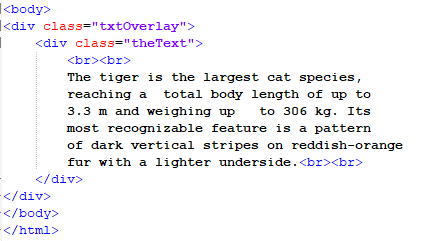 <body>
<div class="txtOverlay">
<div class="theText">
<br><br>
The tiger is the largest cat species,
reaching a  total body length of up to
3.3 m and weighing up   to 306 kg. Its
most recognizable feature is a pattern
of dark vertical stripes on reddish-orange
fur with a lighter underside.<br><br>
</div>
</div>
</body>
</html>